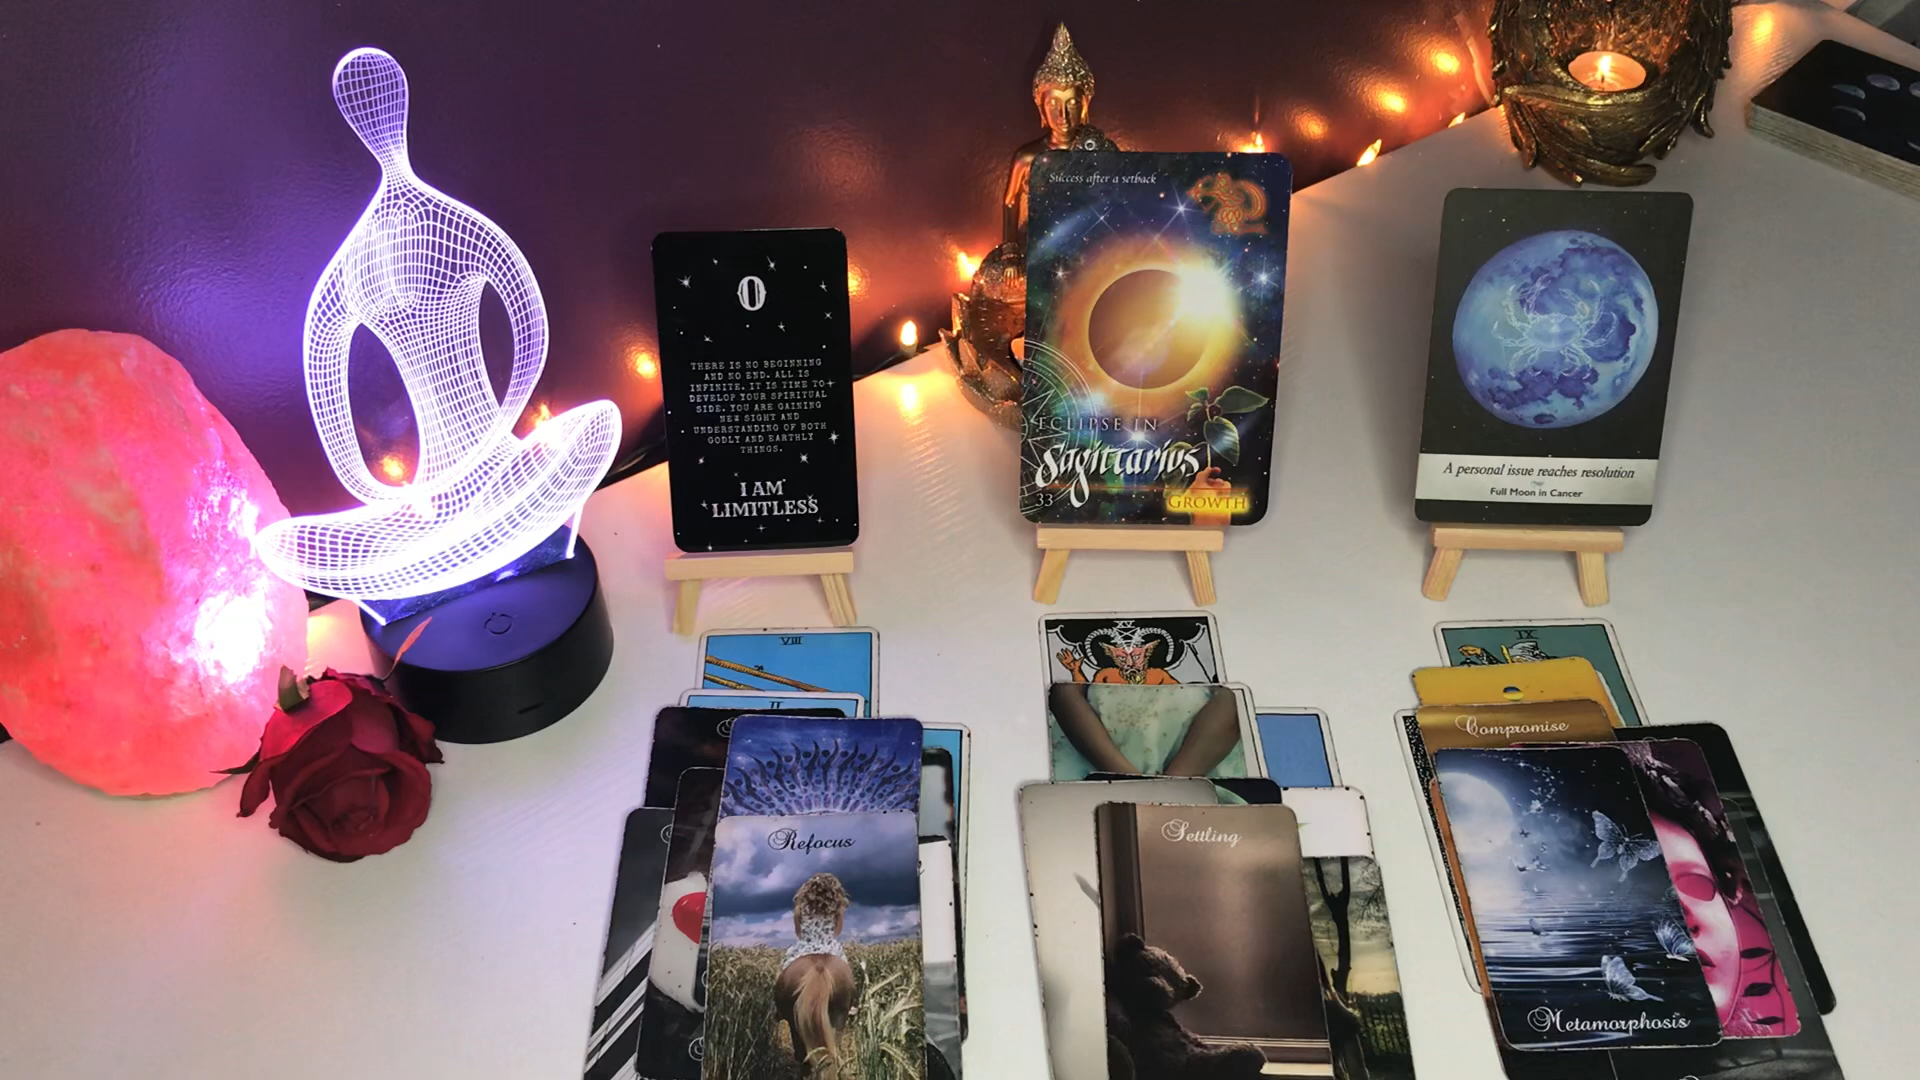 0
THERE IS NO BEGINNING
AND NO END. ALL IS
INFINITE. IT IS TIME TO
DEVELOP YOUR SPIRITUAL
SIDE. YOU ARE GAINING
NEW SIGHT AND
UNDERSTANDING OF BOTH
GODLY AND EARTHLY
THINGS.
I AM
LIMITLESS
Success after a setback
ECLIPSE IN
Sagittarius
33
GROWTH
A personal issue reaches resolution
Full Moon in Cancer
VIII
II
Refocus
XV
Settling
IX
Compromise
Metamorphosis